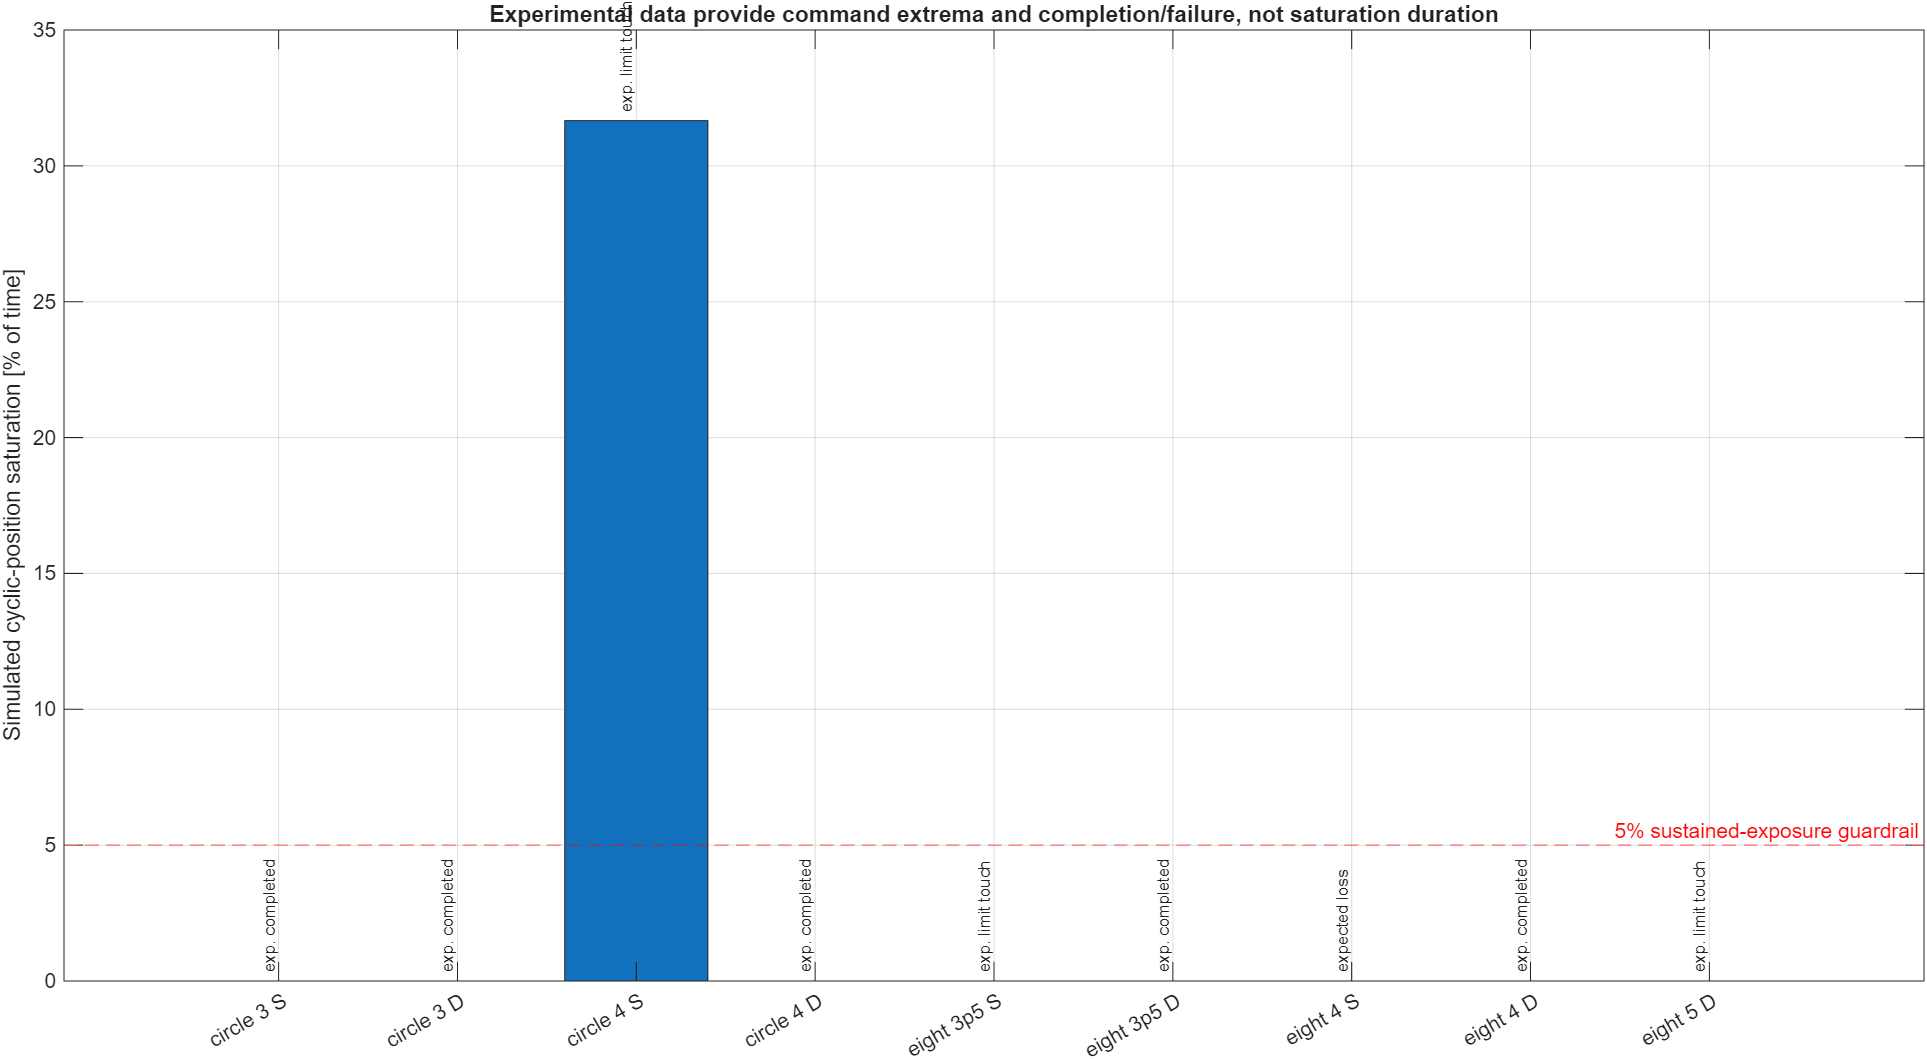 Experimental data provide command extrema and completion/failure, not saturation duration
Simulated cyclic-position saturation [% of time]
35
30
25
20
15
10
5
0
5% sustained-exposure guardrail
exp. completed
exp. completed
exp. limit touch
exp. completed
exp. limit touch
exp. completed
expected loss
exp. completed
exp. limit touch
circle 3 S
circle 3 D
circle 4 S
circle 4 D
eight 3p5 S
eight 3p5 D
eight 4 S
eight 4 D
eight 5 D